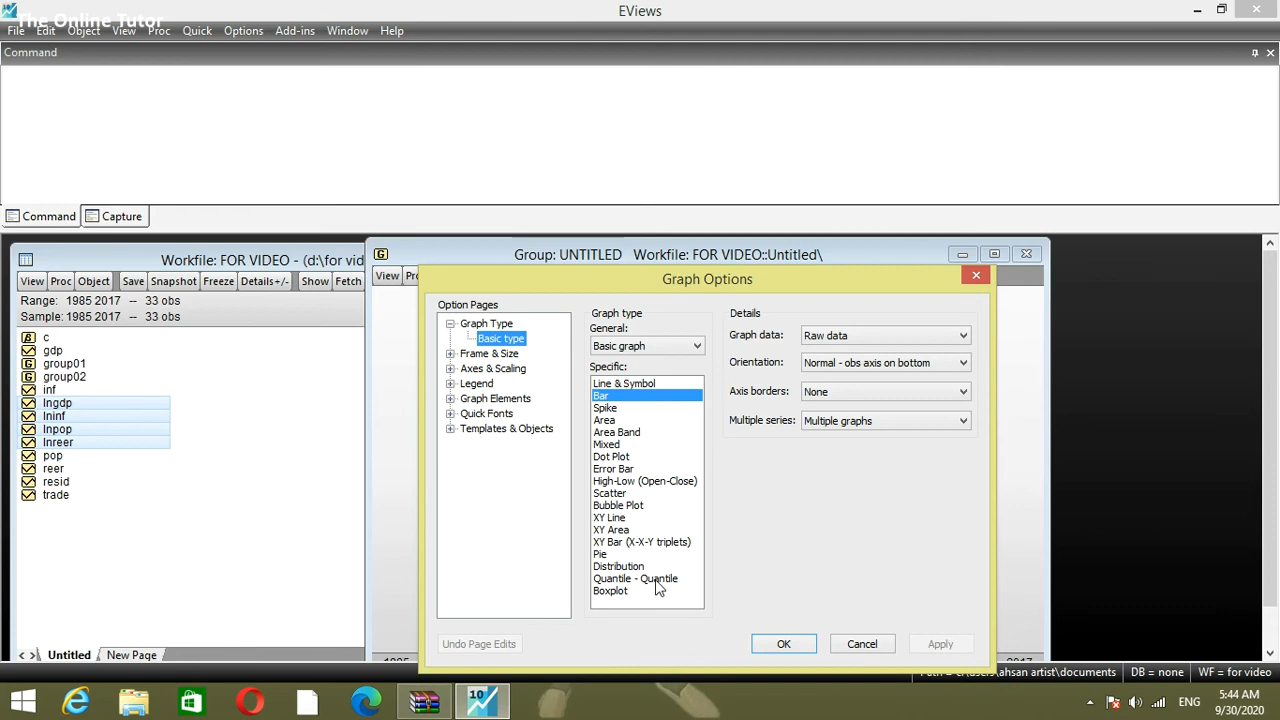 The Online Tutor
EViews
File Edit Object View Proc Quick Options Add-ins Window Help
Command
Command Capture
Workfile: FOR VIDEO - (d:\for vid
View Proc Object Save Snapshot Freeze Details+/- Show Fetch
Range: 1985 2017 -- 33 obs
Sample: 1985 2017 -- 33 obs
c
gdp
group01
group02
inf
lngdp
lninf
lnpop
lnreer
pop
reer
resid
trade
Untitled New Page
Group: UNTITLED Workfile: FOR VIDEO::Untitled\
View
Graph Options
Option Pages
Graph Type
Basic type
Frame & Size
Axes & Scaling
Legend
Graph Elements
Quick Fonts
Templates & Objects
Undo Page Edits
Graph type
General:
Basic graph
Specific:
Line & Symbol
Bar
Spike
Area
Area Band
Mixed
Dot Plot
Error Bar
High-Low (Open-Close)
Scatter
Bubble Plot
XY Line
XY Area
XY Bar (X-X-Y triplets)
Pie
Distribution
Quantile - Quantile
Boxplot
Details
Graph data: Raw data
Orientation: Normal - obs axis on bottom
Axis borders: None
Multiple series: Multiple graphs
OK Cancel Apply
Path = c:\users\ahsan artist\documents DB = none WF = for video
10
ENG
5:44 AM
9/30/2020